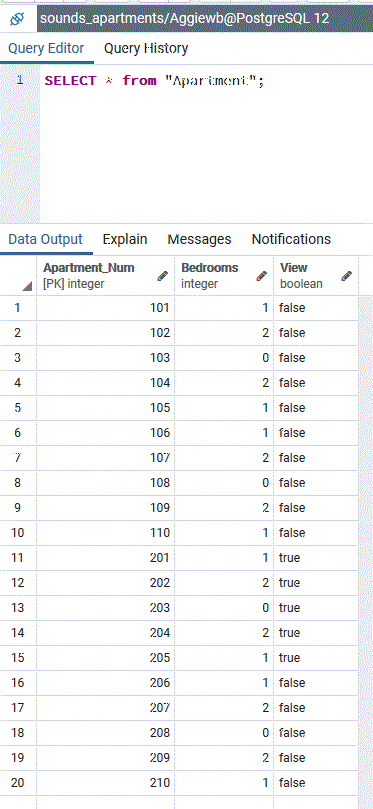 sounds_apartments/Aggiewb@PostgreSQL 12
Query Editor Query History
1 SELECT * from "Apartment";
Data Output Explain Messages Notifications
Apartment_Num Bedrooms View
[PK] integer integer boolean
1 101 1 false
2 102 2 false
3 103 0 false
4 104 2 false
5 105 1 false
6 106 1 false
7 107 2 false
8 108 0 false
9 109 2 false
10 110 1 false
11 201 1 true
12 202 2 true
13 203 0 true
14 204 2 true
15 205 1 true
16 206 1 false
17 207 2 false
18 208 0 false
19 209 2 false
20 210 1 false